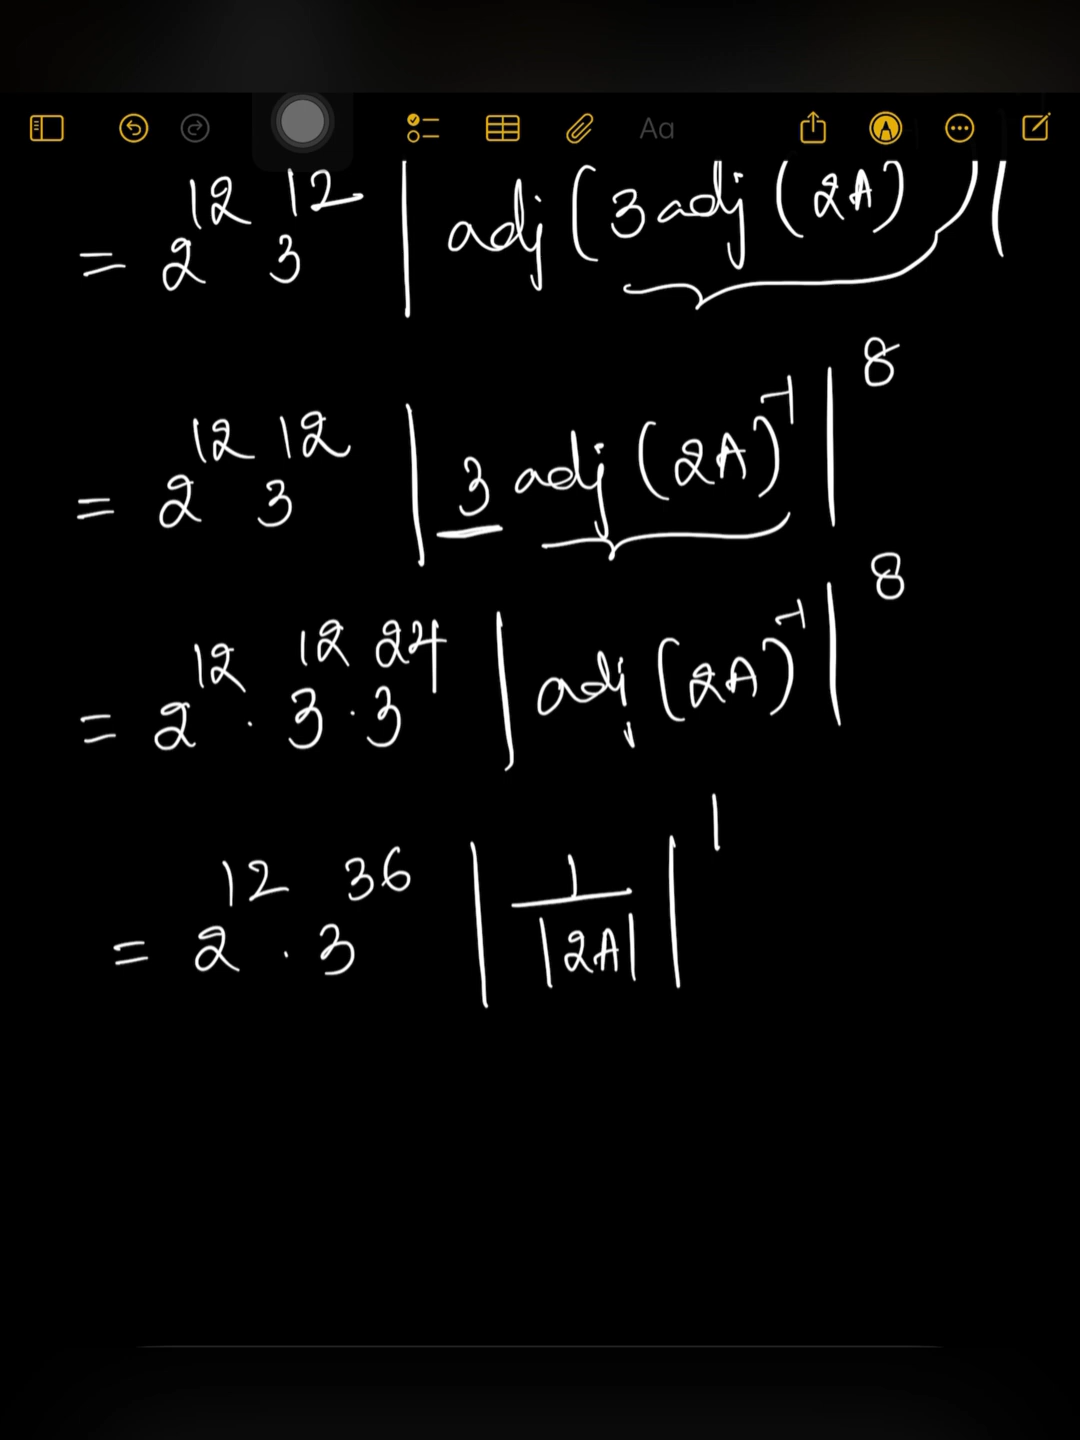 Aa
= 2^12 3^12 | adj (3 adj (2A) ) |
= 2^12 3^12 | 3 adj (2A)^-1 |^8
= 2^12 . 3^12 . 3^24 | adj (2A)^-1 |^8
= 2^12 . 3^36 | 1/|2A| |^1